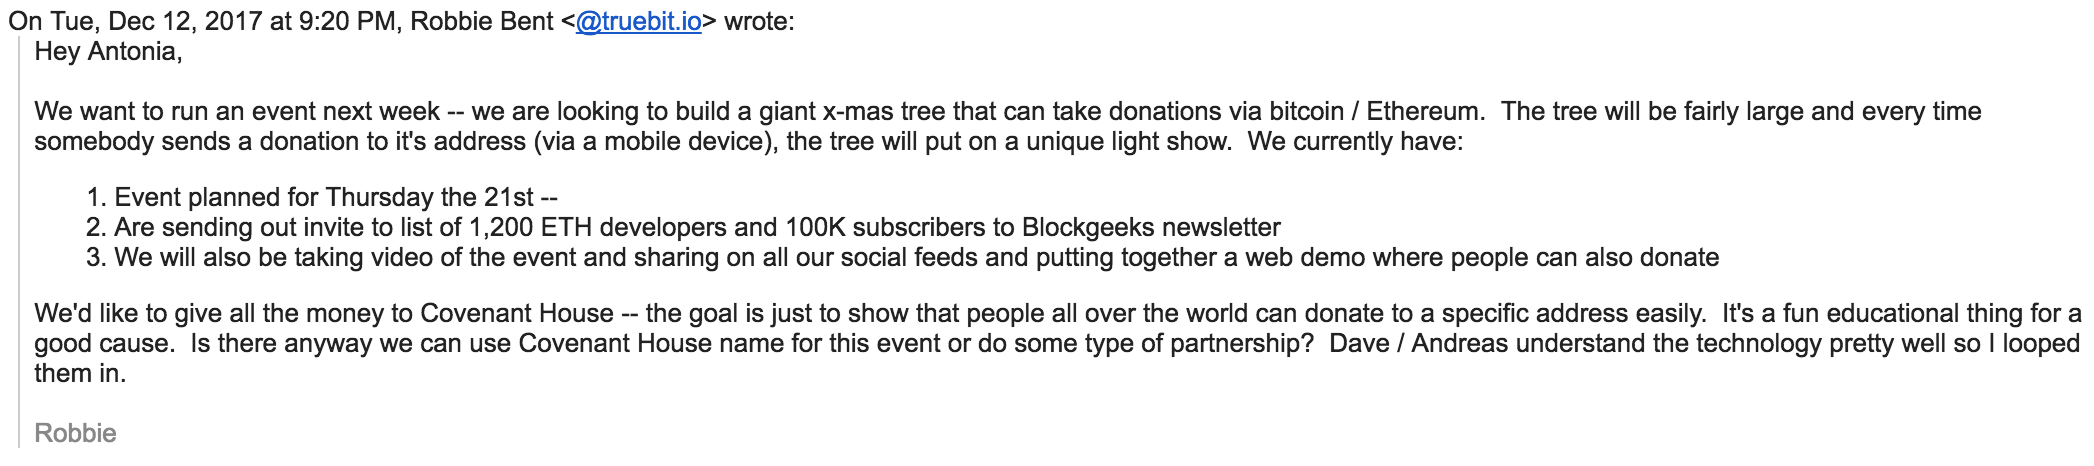 On Tue, Dec 12, 2017 at 9:20 PM, Robbie Bent <@truebit.io> wrote:
Hey Antonia,
We want to run an event next week -- we are looking to build a giant x-mas tree that can take donations via bitcoin / Ethereum.  The tree will be fairly large and every time
somebody sends a donation to it's address (via a mobile device), the tree will put on a unique light show.  We currently have:
1. Event planned for Thursday the 21st --
2. Are sending out invite to list of 1,200 ETH developers and 100K subscribers to Blockgeeks newsletter
3. We will also be taking video of the event and sharing on all our social feeds and putting together a web demo where people can also donate
We'd like to give all the money to Covenant House -- the goal is just to show that people all over the world can donate to a specific address easily.  It's a fun educational thing for a
good cause.  Is there anyway we can use Covenant House name for this event or do some type of partnership?  Dave / Andreas understand the technology pretty well so I looped
them in.
Robbie